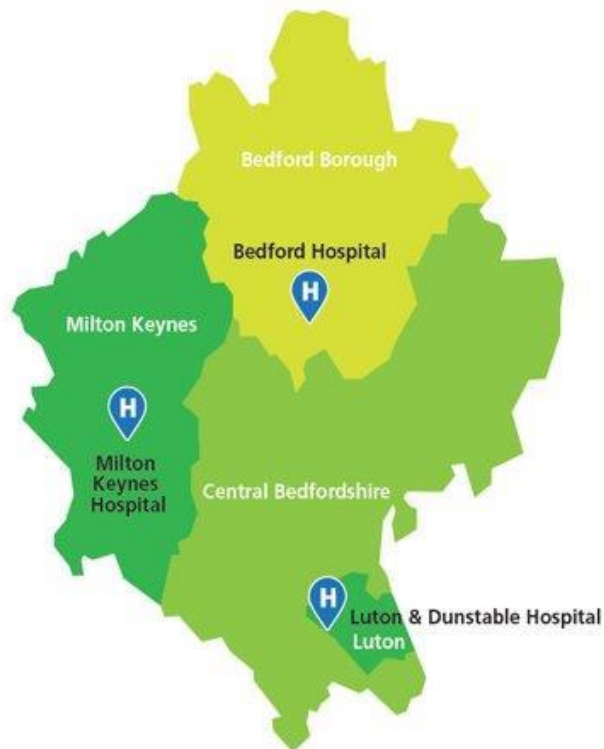 Bedford Borough
Bedford Hospital
H
Milton Keynes
H
Milton
Keynes
Hospital
Central Bedfordshire
H
Luton & Dunstable Hospital
Luton